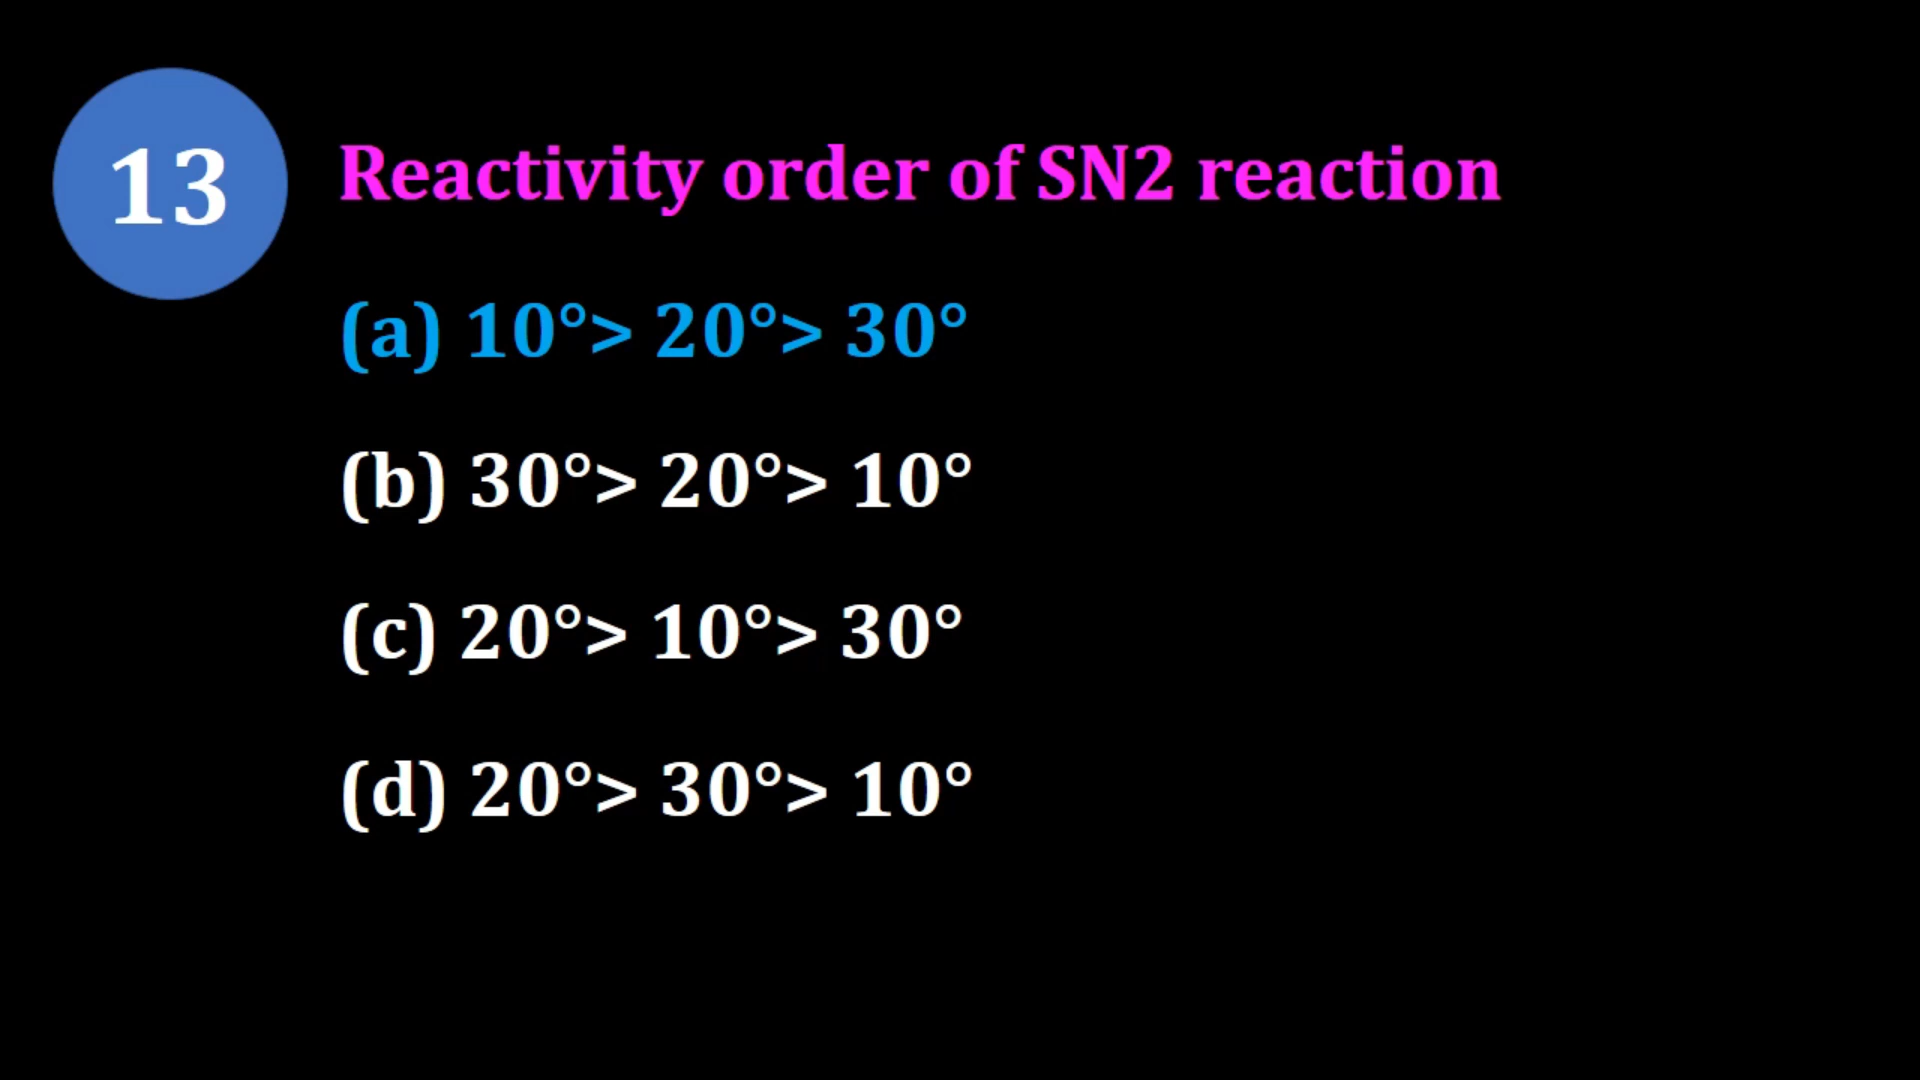 13
Reactivity order of SN2 reaction
(a) 10°> 20°> 30°
(b) 30°> 20°> 10°
(c) 20°> 10°> 30°
(d) 20°> 30°> 10°